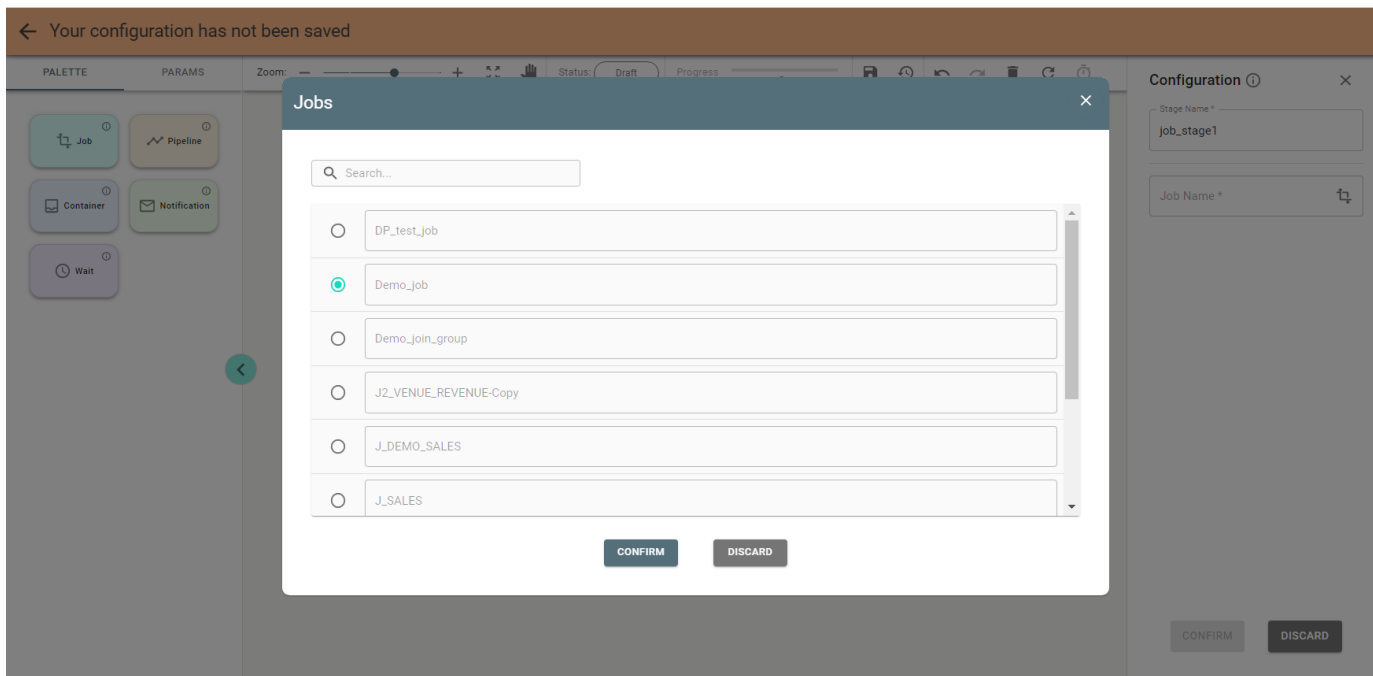 Your configuration has not been saved
PALETTE PARAMS Zoom: Status: Draft Progress
Configuration
Jobs
Stage Name *
job_stage1
Job
Pipeline
Search...
Job Name *
Container
Notification
DP_test_job
Wait
Demo_job
Demo_join_group
J2_VENUE_REVENUE-Copy
J_DEMO_SALES
J_SALES
CONFIRM DISCARD
CONFIRM DISCARD